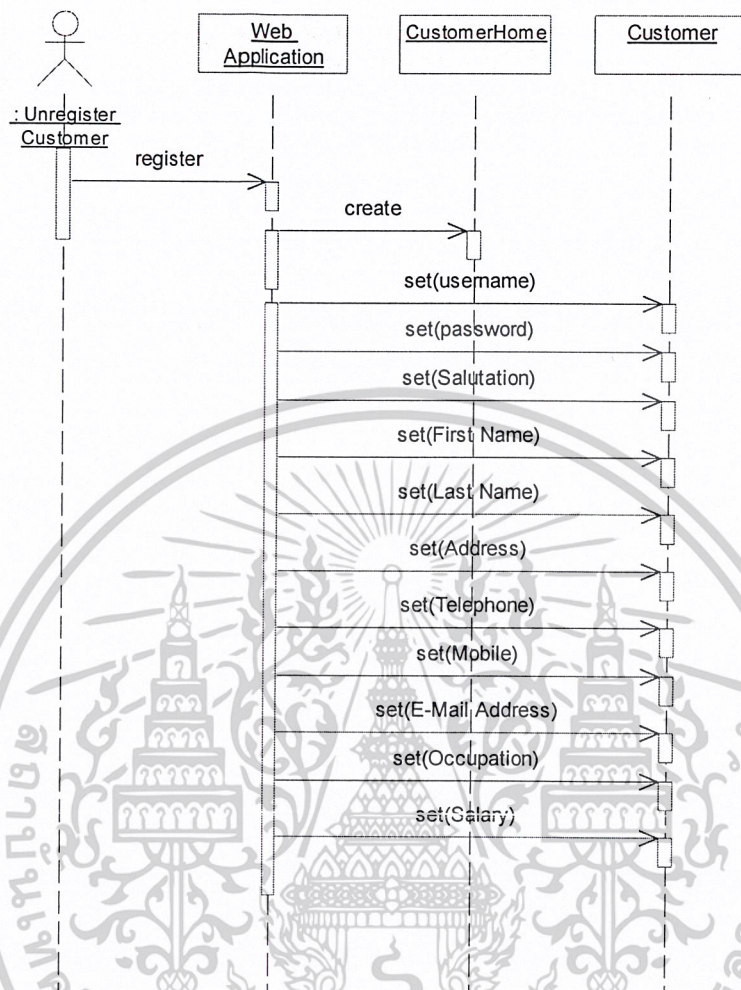 Web
Application
CustomerHome
Customer
: Unregister
Customer
register
create
set(username)
set(password)
set(Salutation)
set(First Name)
set(Last Name)
set(Address)
set(Telephone)
set(Mobile)
set(E-Mail Address)
set(Occupation)
set(Salary)